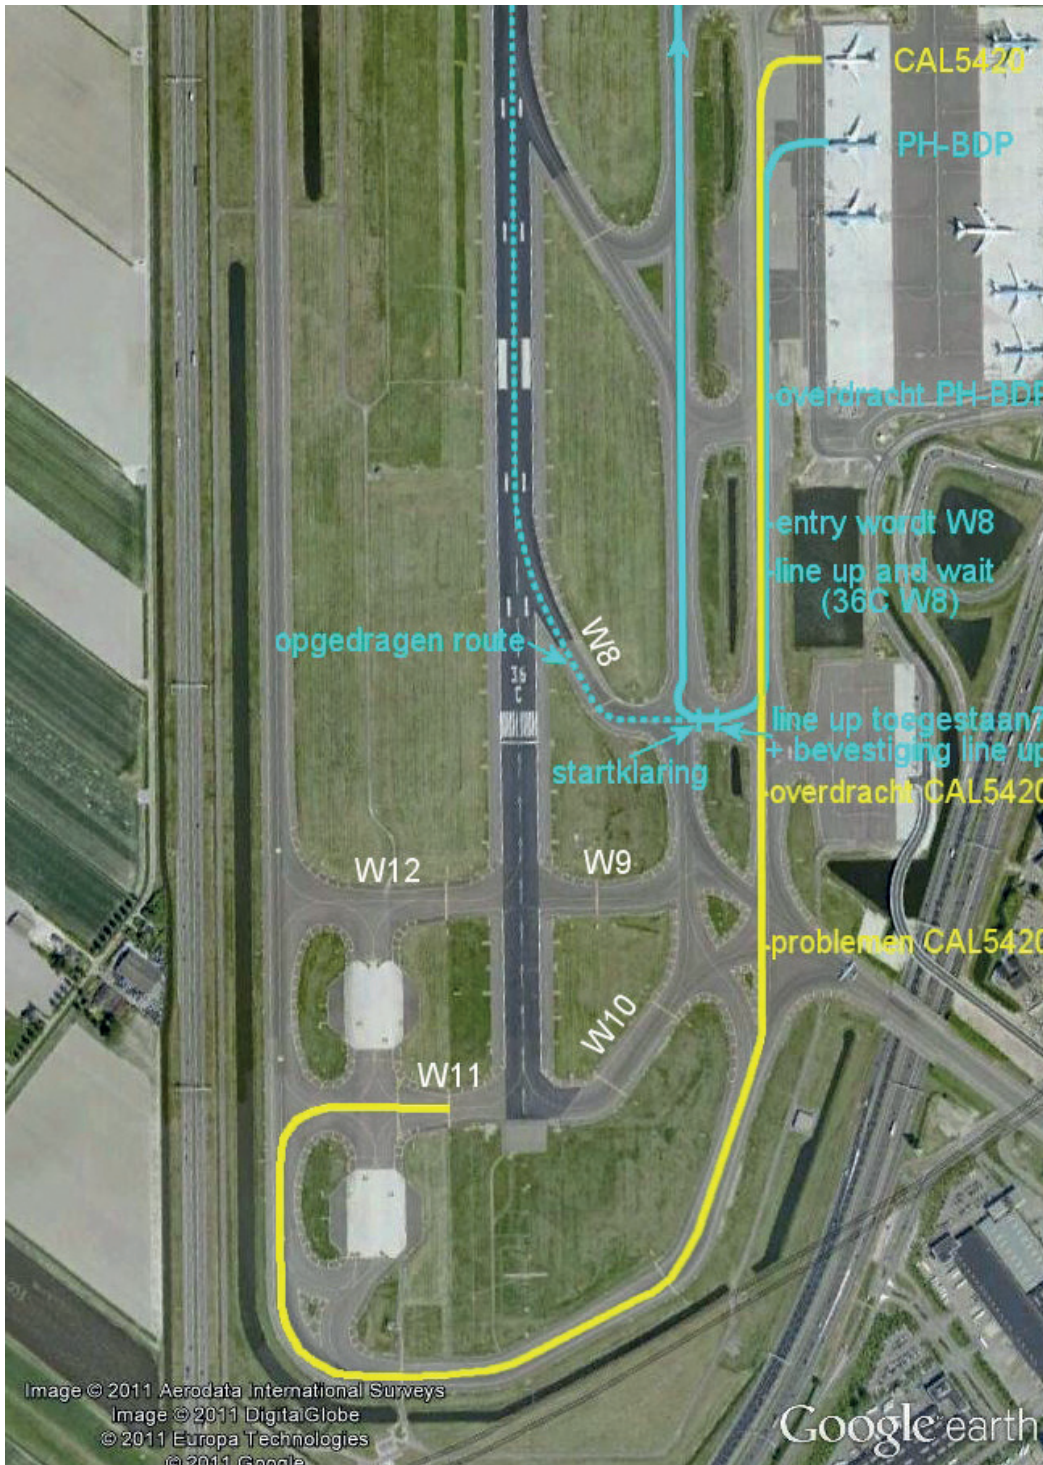 CAL5420
PH-BDP
overdracht PH-BDP
entry wordt W8
line up and wait
(36C W8)
W8
opgedragen route
36
C
line up toegestaan?
+ bevestiging line up
startklaring
overdracht CAL5420
W12
W9
problemen CAL5420
W10
W11
Image © 2011 Aerodata International Surveys
Image © 2011 DigitalGlobe
© 2011 Europa Technologies
© 2011 Google
Google earth